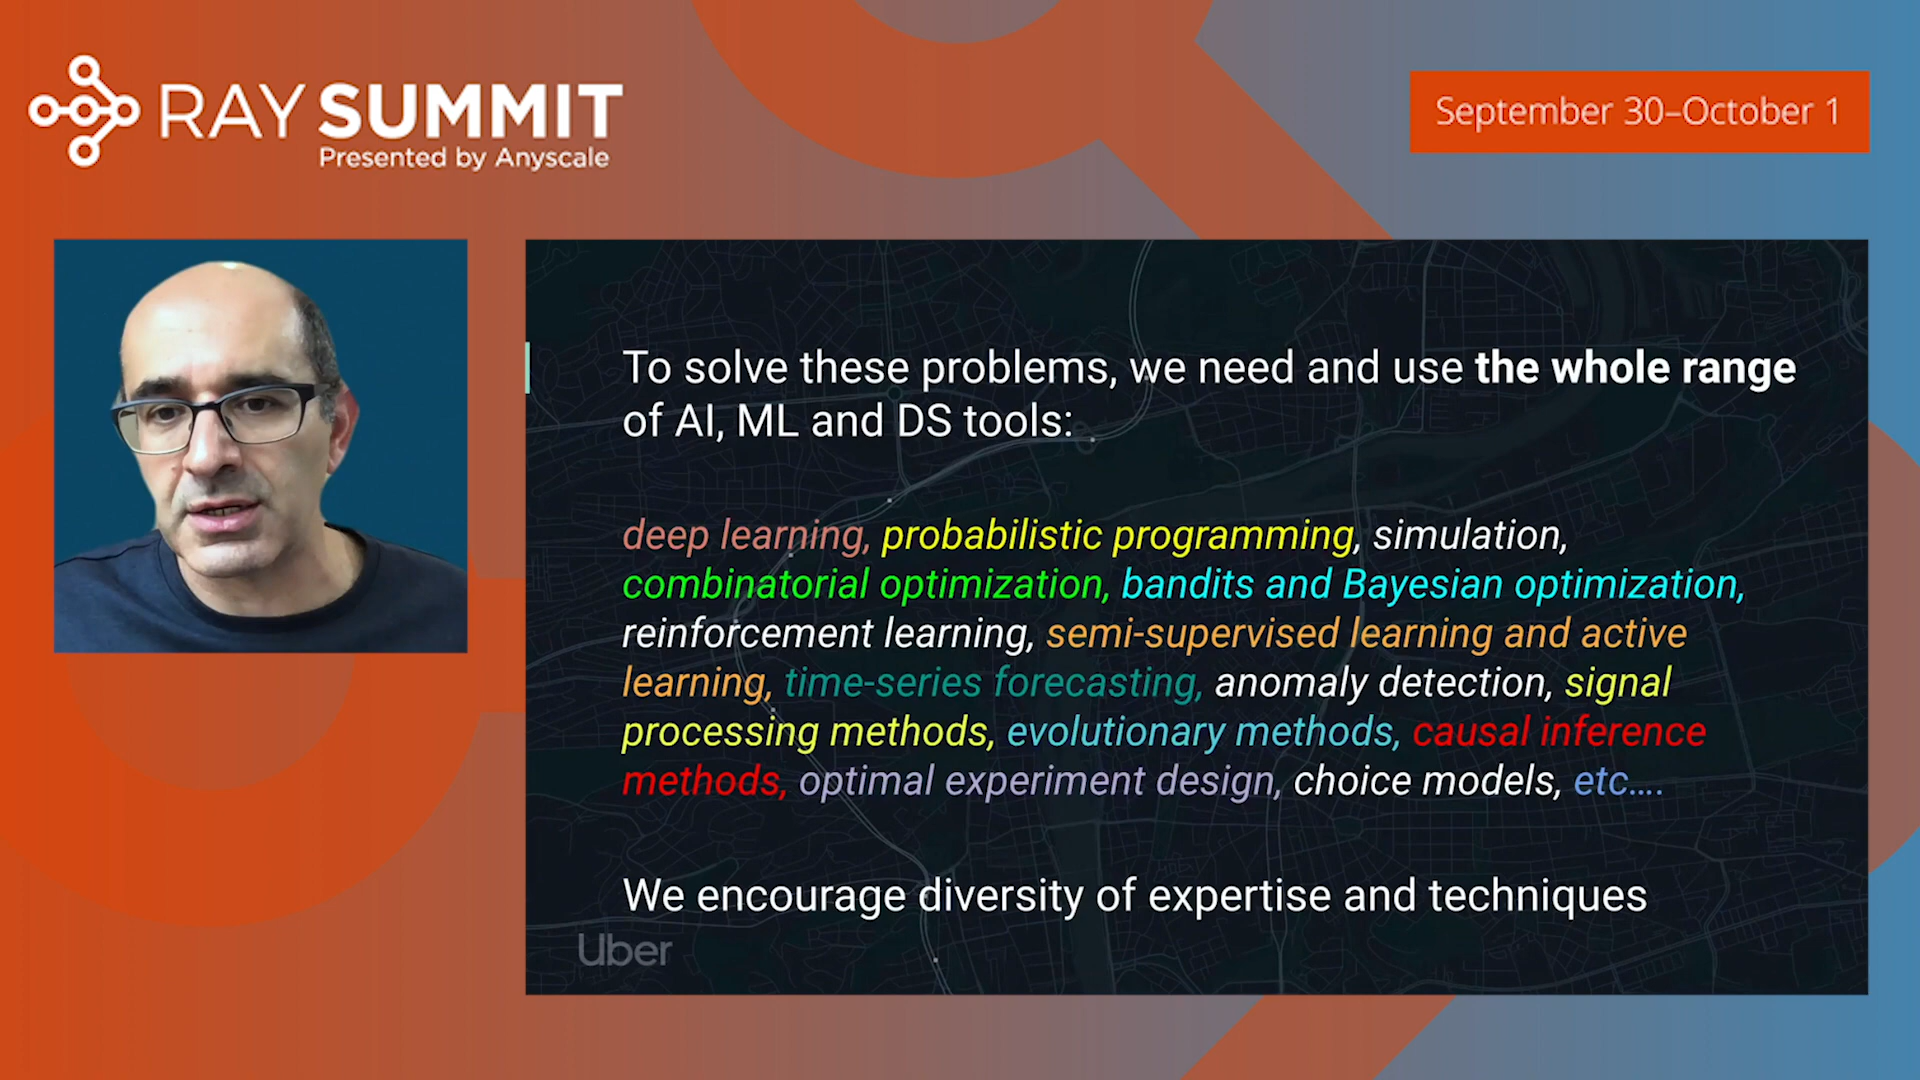 RAY SUMMIT
Presented by Anyscale
September 30–October 1
To solve these problems, we need and use the whole range
of AI, ML and DS tools:
deep learning, probabilistic programming, simulation,
combinatorial optimization, bandits and Bayesian optimization,
reinforcement learning, semi-supervised learning and active
learning, time-series forecasting, anomaly detection, signal
processing methods, evolutionary methods, causal inference
methods, optimal experiment design, choice models, etc....
We encourage diversity of expertise and techniques
Uber